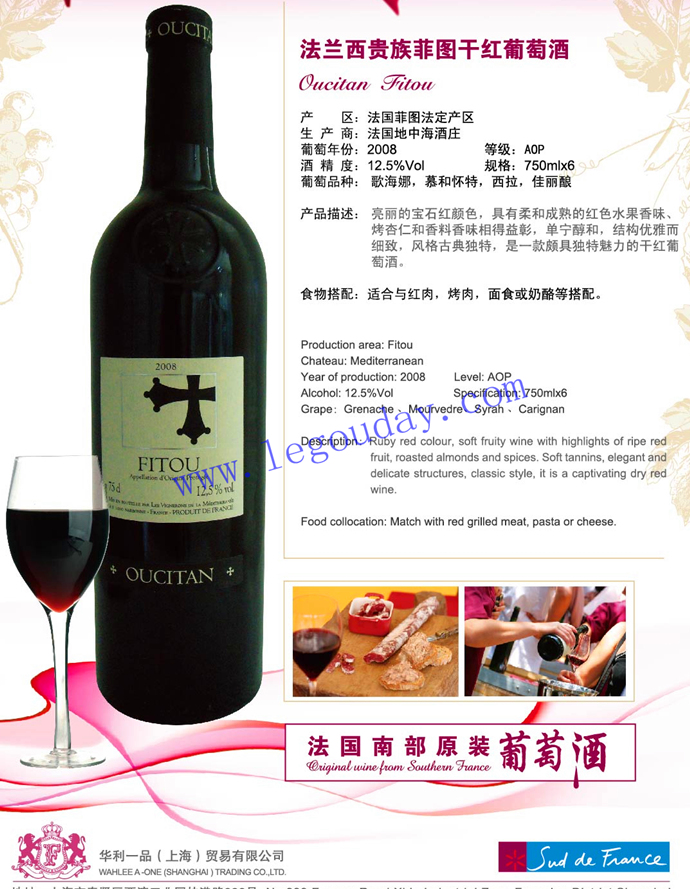 OUCITAN
法兰西贵族菲图干红葡萄酒
Oucitan Fitou
产 区：法国菲图法定产区
生 产 商：法国地中海酒庄
葡萄年份：2008 等级：AOP
酒 精 度：12.5%Vol 规格：750mlx6
葡萄品种： 歌海娜，慕和怀特，西拉，佳丽酿
产品描述： 亮丽的宝石红颜色，具有柔和成熟的红色水果香味、
烤杏仁和香料香味相得益彰，单宁醇和，结构优雅而
细致，风格古典独特，是一款颇具独特魅力的干红葡
萄酒。
食物搭配：适合与红肉，烤肉，面食或奶酪等搭配。
Production area: Fitou
Chateau: Mediterranean
Year of production: 2008 Level: AOP
Alcohol: 12.5%Vol Specification: 750mlx6
Grape: Grenache、Mourvedre、Syrah、Carignan
Description: Ruby red colour, soft fruity wine with highlights of ripe red
fruit, roasted almonds and spices. Soft tannins, elegant and
delicate structures, classic style, it is a captivating dry red
wine.
Food collocation: Match with red grilled meat, pasta or cheese.
www.legouday.com
2008
FITOU
Appellation d'Origine
75 cl 12,5 % vol
FRANCE - PRODUIT DE FRANCE
OUCITAN
法国南部原装葡萄酒
Original wine from Southern France
F
华利一品（上海）贸易有限公司
WAHLEE A-ONE (SHANGHAI) TRADING CO.,LTD.
Sud de France